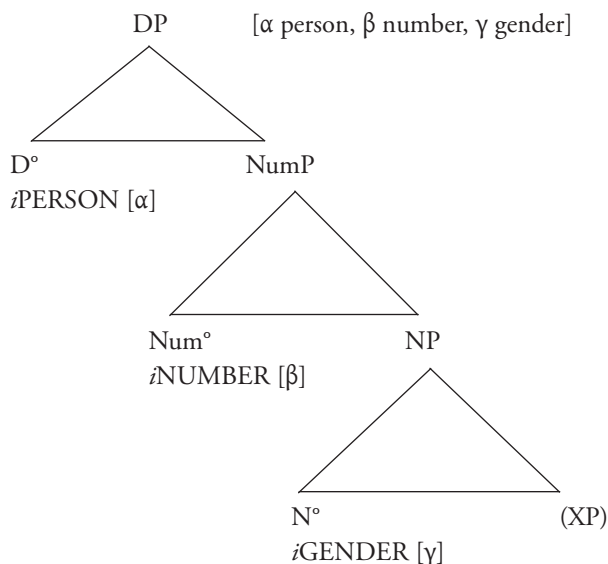 DP [α person, β number, γ gender]
D° NumP
iPERSON [α]
Num° NP
iNUMBER [β]
N° (XP)
iGENDER [γ]